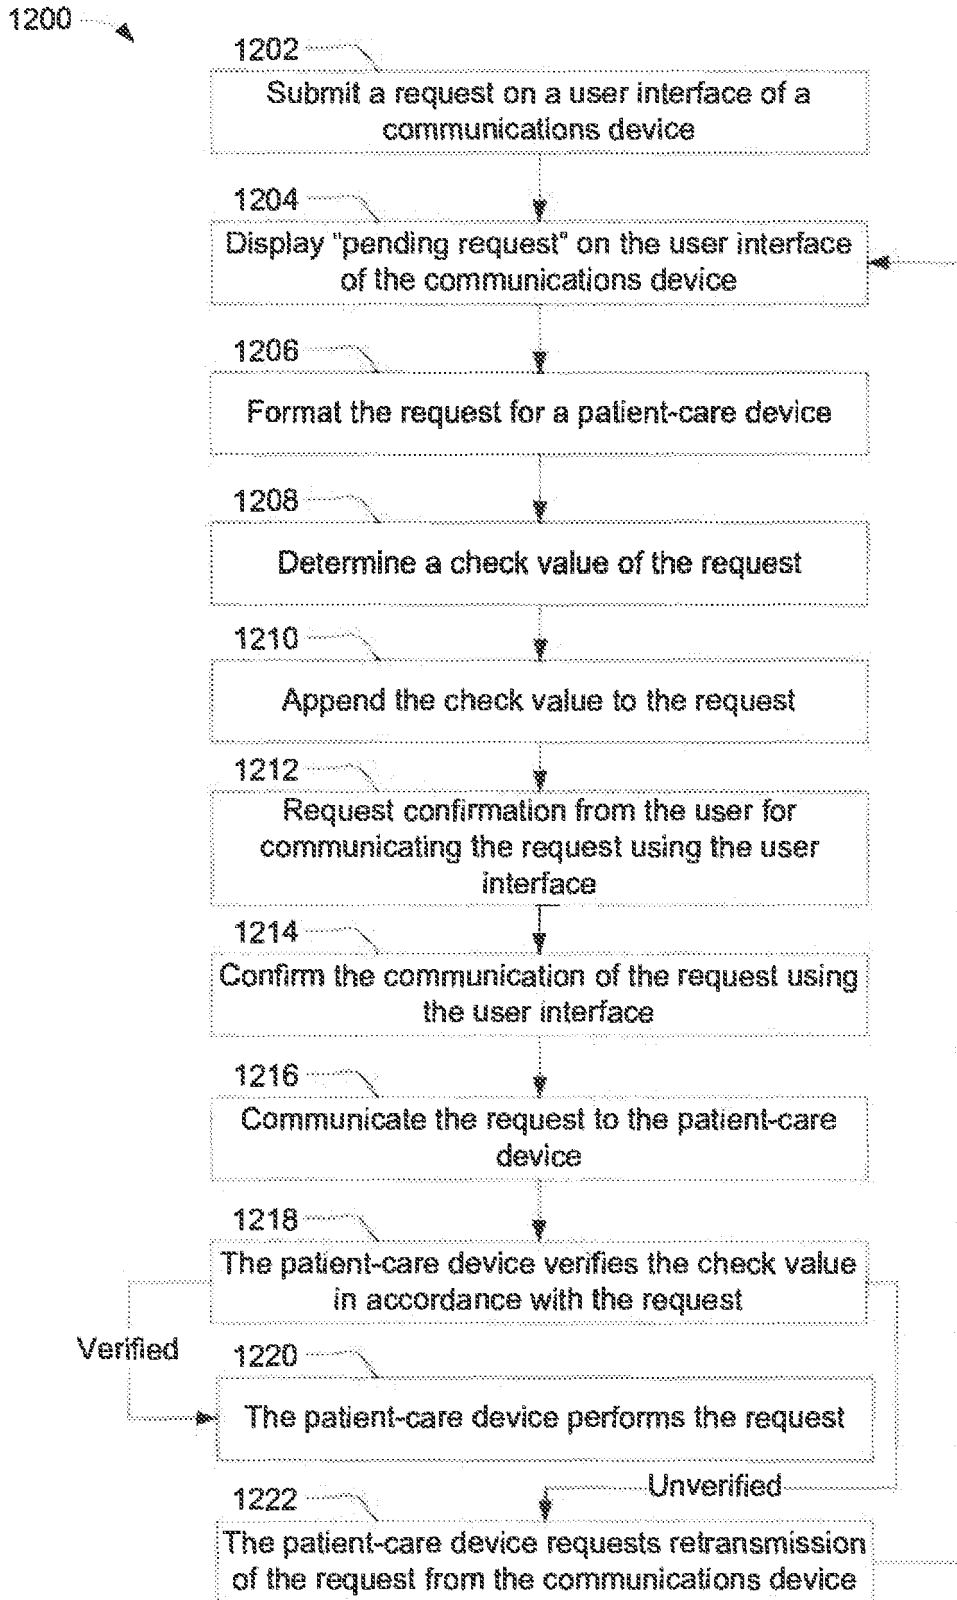 1200
1202
Submit a request on a user interface of a
communications device
1204
Display "pending request" on the user interface
of the communications device
1206
Format the request for a patient-care device
1208
Determine a check value of the request
1210
Append the check value to the request
1212
Request confirmation from the user for
communicating the request using the user
interface
1214
Confirm the communication of the request using
the user interface
1216
Communicate the request to the patient-care
device
1218
The patient-care device verifies the check value
in accordance with the request
Verified
1220
The patient-care device performs the request
Unverified
1222
The patient-care device requests retransmission
of the request from the communications device